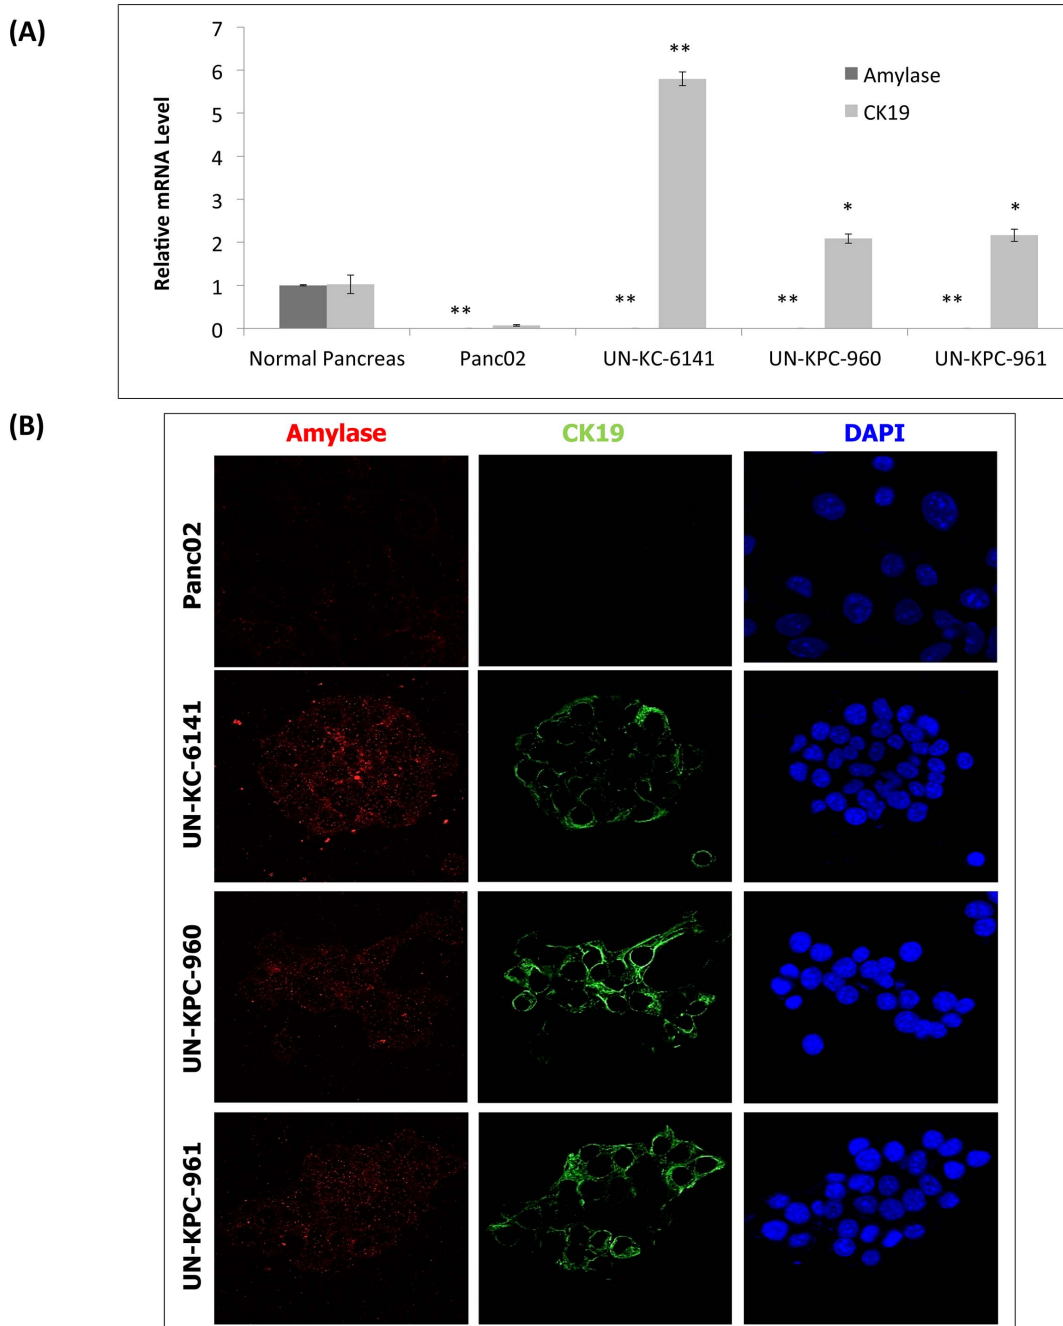 (A)
7
6
5
4
3
2
1
0
Relative mRNA Level
**
Amylase
CK19
*
*
**
**
**
**
Normal Pancreas
Panc02
UN-KC-6141
UN-KPC-960
UN-KPC-961
(B)
Amylase
CK19
DAPI
Panc02
UN-KC-6141
UN-KPC-960
UN-KPC-961